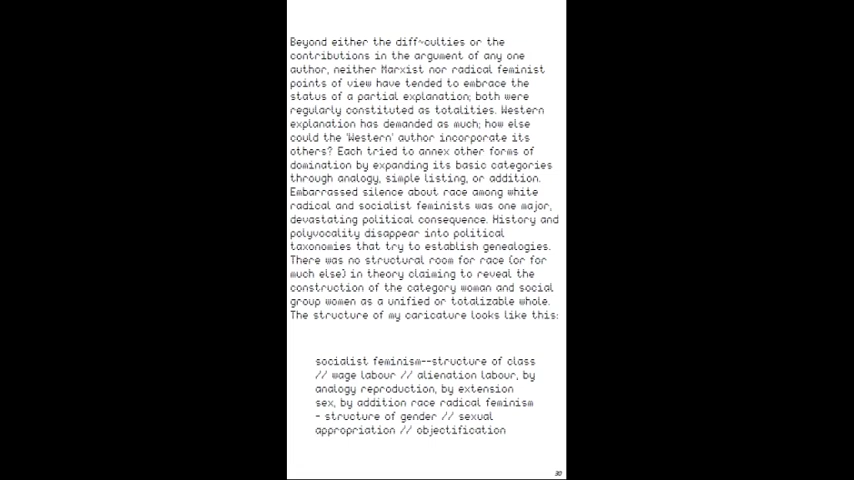 Beyond either the diff~culties or the
contributions in the argument of any one
author, neither Marxist nor radical feminist
points of view have tended to embrace the
status of a partial explanation; both were
regularly constituted as totalities. Western
explanation has demanded as much; how else
could the 'Western' author incorporate its
others? Each tried to annex other forms of
domination by expanding its basic categories
through analogy, simple listing, or addition.
Embarrassed silence about race among white
radical and socialist feminists was one major,
devastating political consequence. History and
polyvocality disappear into political
taxonomies that try to establish genealogies.
There was no structural room for race (or for
much else) in theory claiming to reveal the
construction of the category woman and social
group women as a unified or totalizable whole.
The structure of my caricature looks like this:
socialist feminism--structure of class
// wage labour // alienation labour, by
analogy reproduction, by extension
sex, by addition race radical feminism
- structure of gender // sexual
appropriation // objectification
30